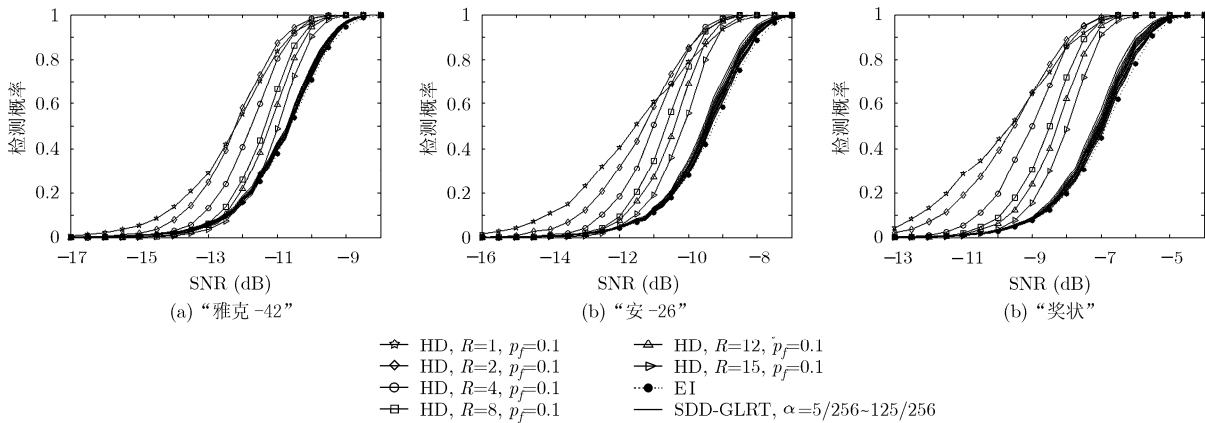 1
0.8
0.6
0.4
0.2
0
检测概率
−17 −15 −13 −11 −9
SNR (dB)
(a) “雅克 −42”
1
0.8
0.6
0.4
0.2
0
检测概率
−16 −14 −12 −10 −8
SNR (dB)
(b) “安 −26”
1
0.8
0.6
0.4
0.2
0
检测概率
−13 −11 −9 −7 −5
SNR (dB)
(b) “奖状”
HD, R=1, pf=0.1
HD, R=2, pf=0.1
HD, R=4, pf=0.1
HD, R=8, pf=0.1
HD, R=12, pf=0.1
HD, R=15, pf=0.1
EI
SDD-GLRT, α=5/256~125/256